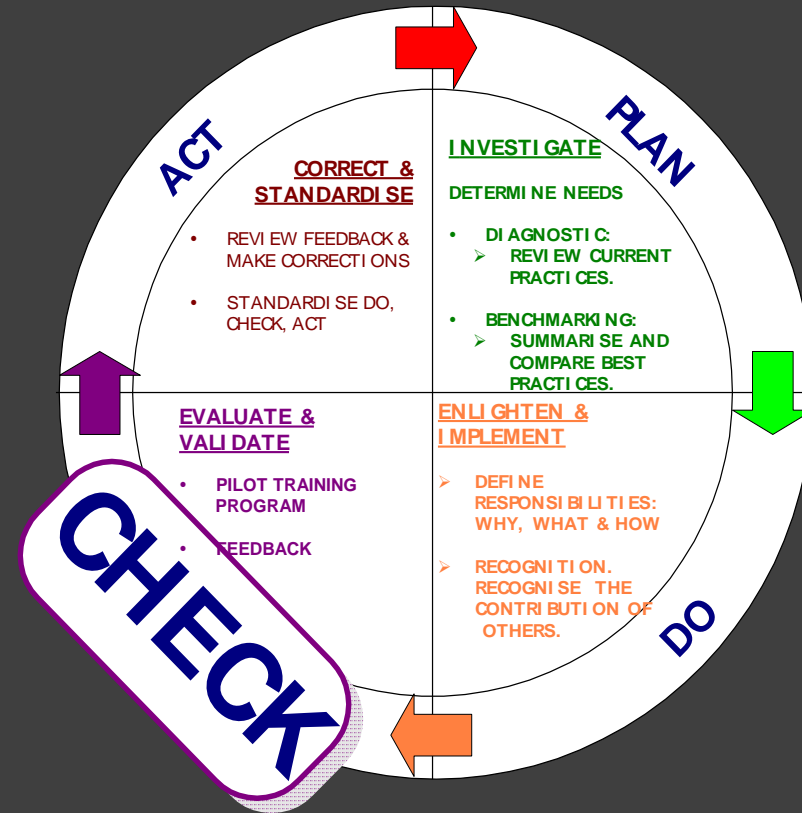 ACT
PLAN
CORRECT &
STANDARDISE
• REVIEW FEEDBACK &
MAKE CORRECTIONS
• STANDARDISE DO,
CHECK, ACT
INVESTIGATE
DETERMINE NEEDS
• DIAGNOSTIC:
➢ REVIEW CURRENT
PRACTICES.
• BENCHMARKING:
➢ SUMMARISE AND
COMPARE BEST
PRACTICES.
EVALUATE &
VALIDATE
• PILOT TRAINING
PROGRAM
• FEEDBACK
ENLIGHTEN &
IMPLEMENT
➢ DEFINE
RESPONSIBILITIES:
WHY, WHAT & HOW
➢ RECOGNITION.
RECOGNISE THE
CONTRIBUTION OF
OTHERS.
CHECK
DO